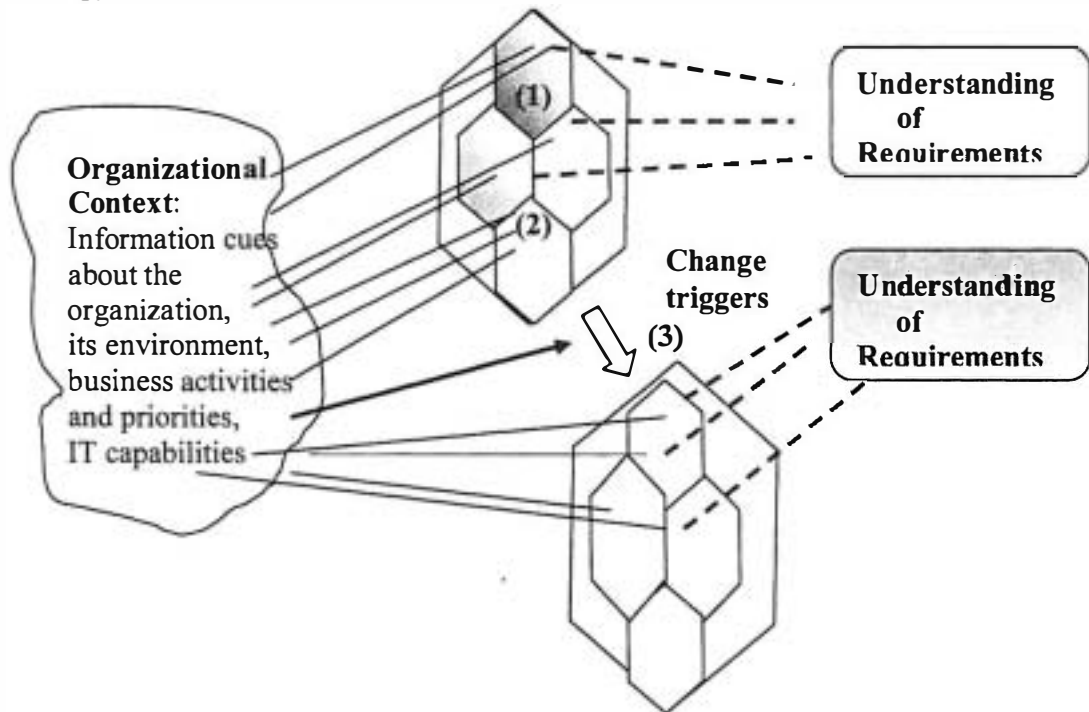 Organizational
Context:
Information cues
about the
organization,
its environment,
business activities
and priorities,
IT capabilities
(1)
(2)
Understanding
of
Requirements
Change
triggers
(3)
Understanding
of
Requirements